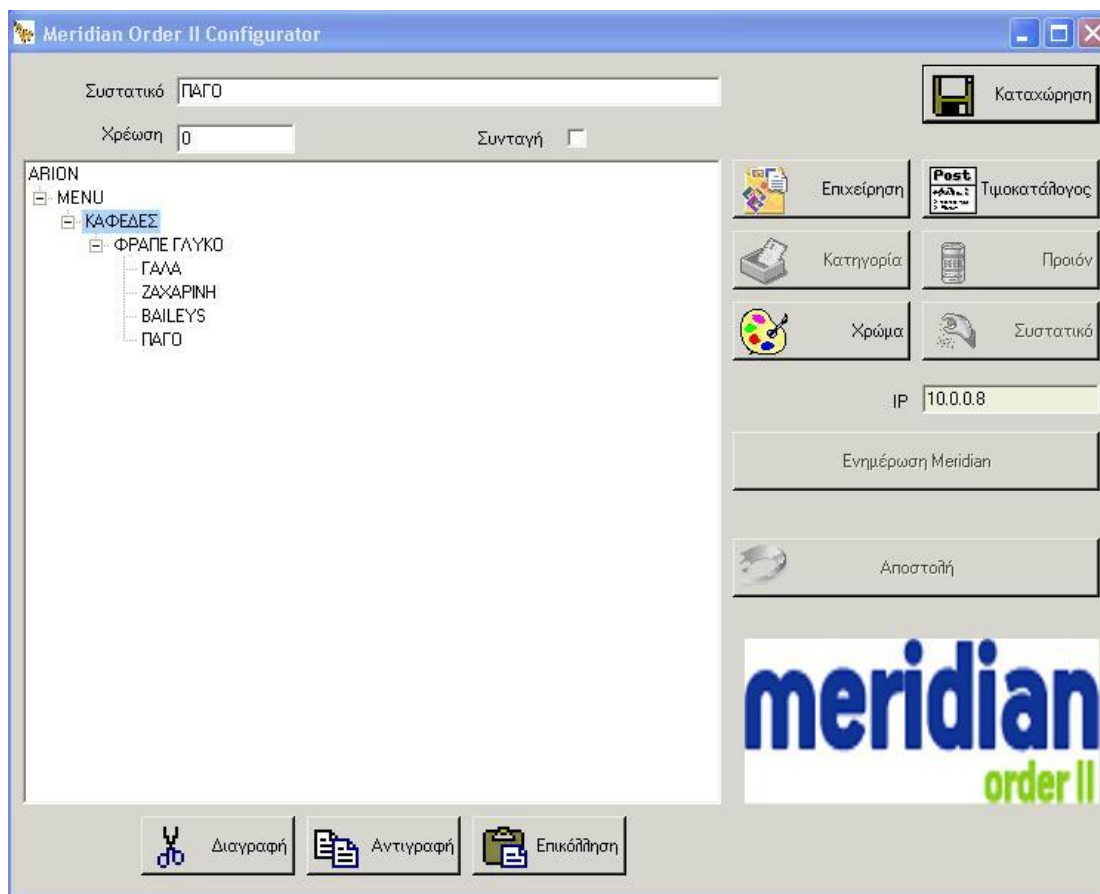 Meridian Order II Configurator
Συστατικό ΠΑΓΟ
Καταχώρηση
Χρέωση 0 Συνταγή
ARION
MENU
ΚΑΦΕΔΕΣ
ΦΡΑΠΕ ΓΛΥΚΟ
ΓΑΛΑ
ΖΑΧΑΡΙΝΗ
BAILEYS
ΠΑΓΟ
Επιχείρηση
Post
Τιμοκατάλογος
Κατηγορία
BEER
Προιόν
Χρώμα
Συστατικό
IP 10.0.0.8
Ενημέρωση Meridian
Αποστολή
meridian
order II
Διαγραφή Αντιγραφή Επικόλληση